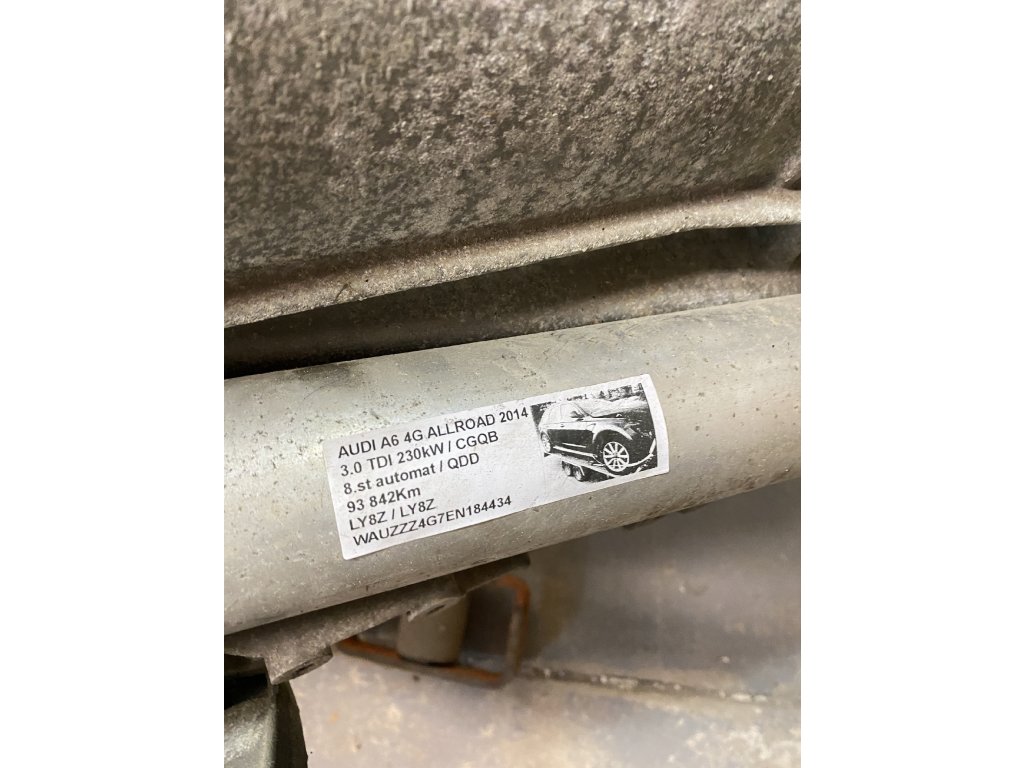 AUDI A6 4G ALLROAD 2014
3.0 TDI 230kW / CGQB
8.st automat / QDD
93 842Km
LY8Z / LY8Z
WAUZZZ4G7EN184434